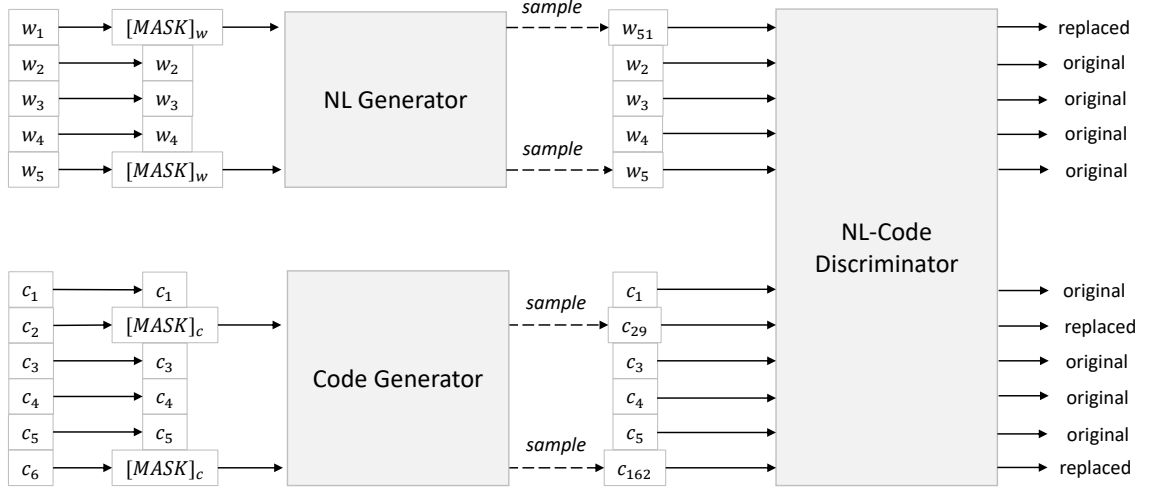 w₁ [MASK]w sample w₅₁ replaced
w₂ w₂ w₂ original
w₃ w₃ NL Generator w₃ original
w₄ w₄ w₄ original
w₅ [MASK]w sample w₅ original
NL-Code
Discriminator
c₁ c₁ c₁ original
c₂ [MASK]c sample c₂₉ replaced
c₃ c₃ c₃ original
Code Generator
c₄ c₄ c₄ original
c₅ c₅ c₅ original
c₆ [MASK]c sample c₁₆₂ replaced